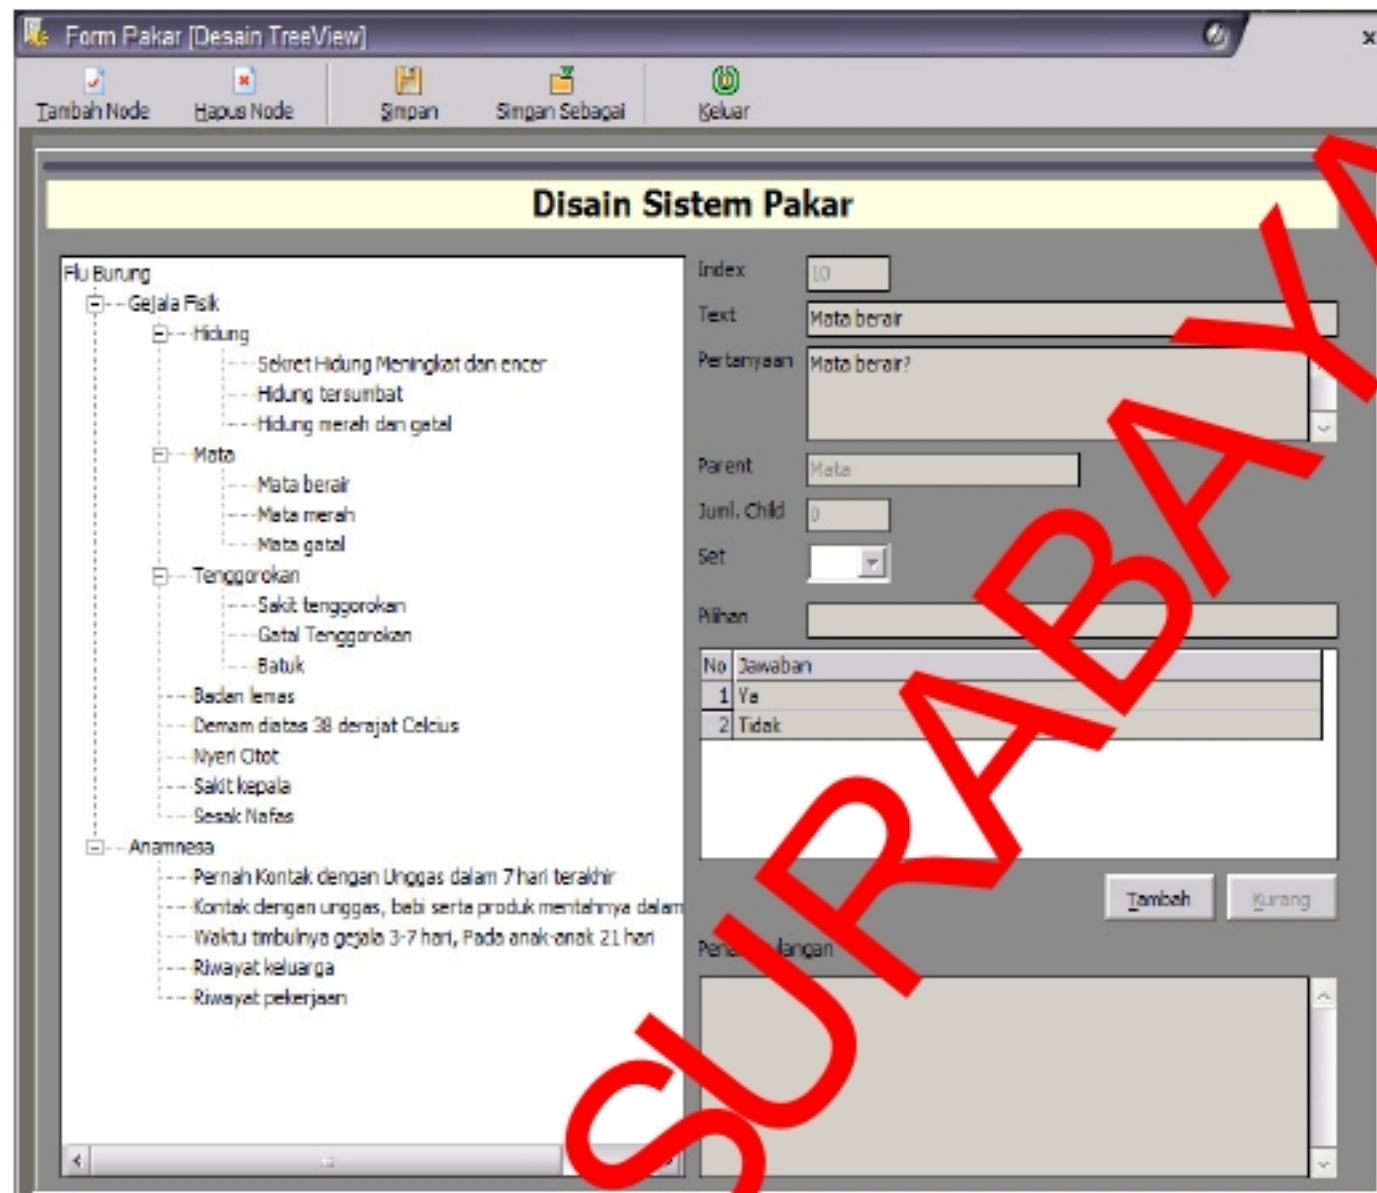 Form Pakar [Desain TreeView]
Tambah Node Hapus Node Simpan Simpan Sebagai Keluar
Disain Sistem Pakar
Flu Burung
Gejala Fisik
Hidung
Sekret Hidung Meningkat dan encer
Hidung tersumbat
Hidung merah dan gatal
Mata
Mata berair
Mata merah
Mata gatal
Tenggorokan
Sakit tenggorokan
Gatal Tenggorokan
Batuk
Badan lemas
Demam diatas 38 derajat Celcius
Nyeri Otot
Sakit kepala
Sesak Nafas
Anamnesa
Pernah Kontak dengan Unggas dalam 7 hari terakhir
Kontak dengan unggas, babi serta produk mentahnya dalam
Waktu timbulnya gejala 3-7 hari, Pada anak-anak 21 hari
Riwayat keluarga
Riwayat pekerjaan
Index 10
Text Mata berair
Pertanyaan Mata berair?
Parent Mata
Juml. Child 0
Set
Pilihan
No Jawaban
1 Ya
2 Tidak
Tambah Kurang
SURABAYA